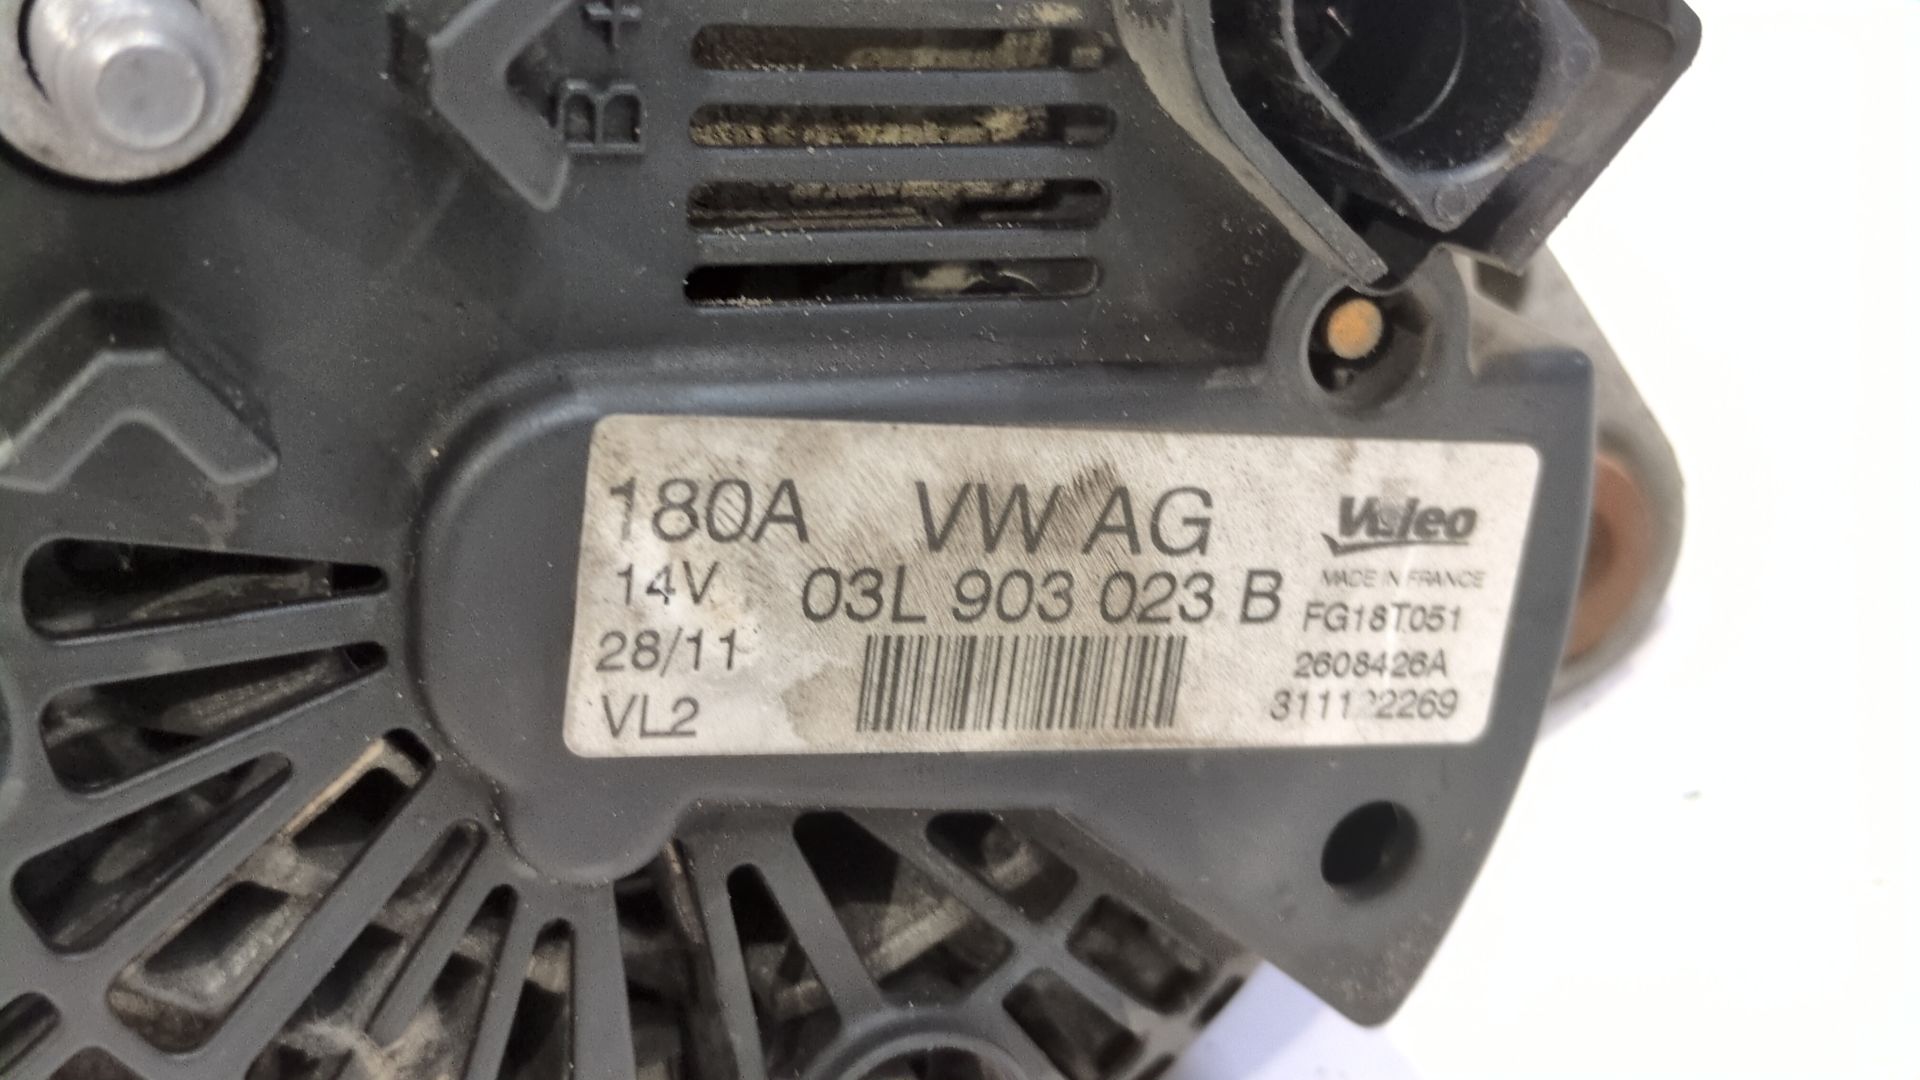 B+
180A VW AG Valeo
MADE IN FRANCE
14V 03L 903 023 B FG18T051
28/11 2608426A
VL2